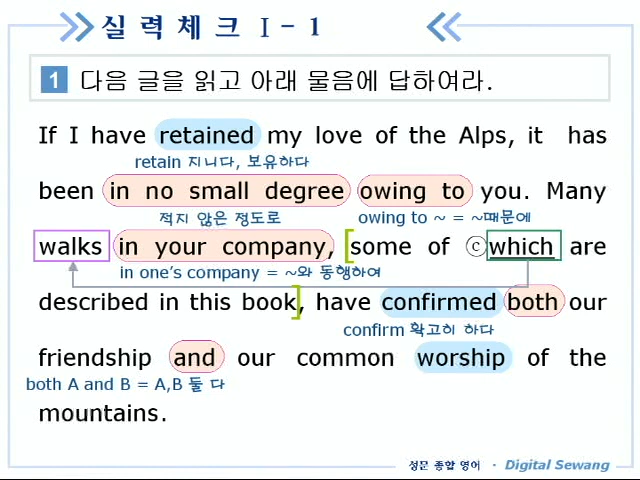 실력체크 I - 1
1 다음 글을 읽고 아래 물음에 답하여라.
If I have retained my love of the Alps, it has
retain 지니다, 보유하다
been in no small degree owing to you. Many
적지 않은 정도로 owing to ~ = ~때문에
walks in your company, [some of ⓒwhich are
in one's company = ~와 동행하여
described in this book], have confirmed both our
confirm 확고히 하다
friendship and our common worship of the
both A and B = A,B 둘 다
mountains.
정문 종합 영어 · Digital Sewang